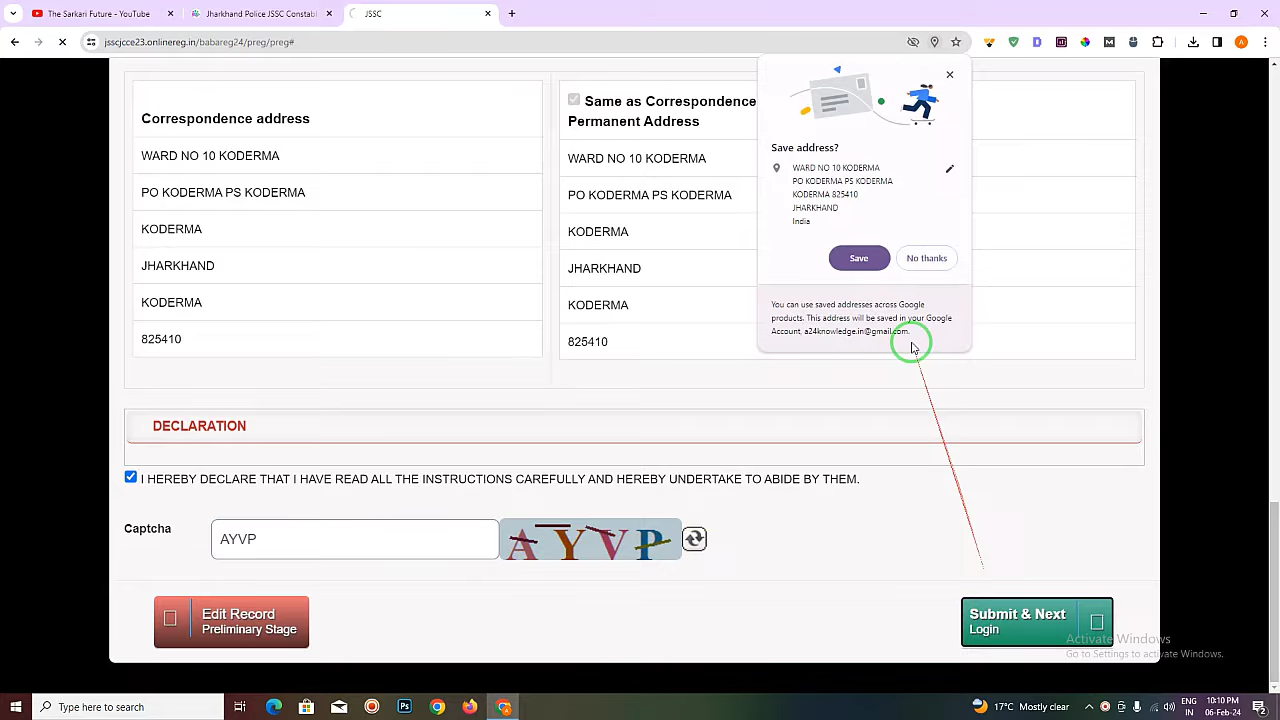 The Sarkari Future - YouTube
Jharkhand Police JSSC Constabl
JSSC
jsscjcce23.onlinereg.in/babareg24/preg/preg#
Correspondence address
WARD NO 10 KODERMA
PO KODERMA PS KODERMA
KODERMA
JHARKHAND
KODERMA
825410
Same as Correspondence
Permanent Address
WARD NO 10 KODERMA
PO KODERMA PS KODERMA
KODERMA
JHARKHAND
KODERMA
825410
Save address?
WARD NO 10 KODERMA
PO KODERMA PS KODERMA
KODERMA 825410
JHARKHAND
India
Save
No thanks
You can use saved addresses across Google
products. This address will be saved in your Google
Account, a24knowledge.in@gmail.com.
DECLARATION
I HEREBY DECLARE THAT I HAVE READ ALL THE INSTRUCTIONS CAREFULLY AND HEREBY UNDERTAKE TO ABIDE BY THEM.
Captcha
AYVP
AYVP
Edit Record
Preliminary Stage
Submit & Next
Login
Activate Windows
Go to Settings to activate Windows.
Type here to search
Ps
17°C Mostly clear
ENG
IN
10:10 PM
06-Feb-24
2